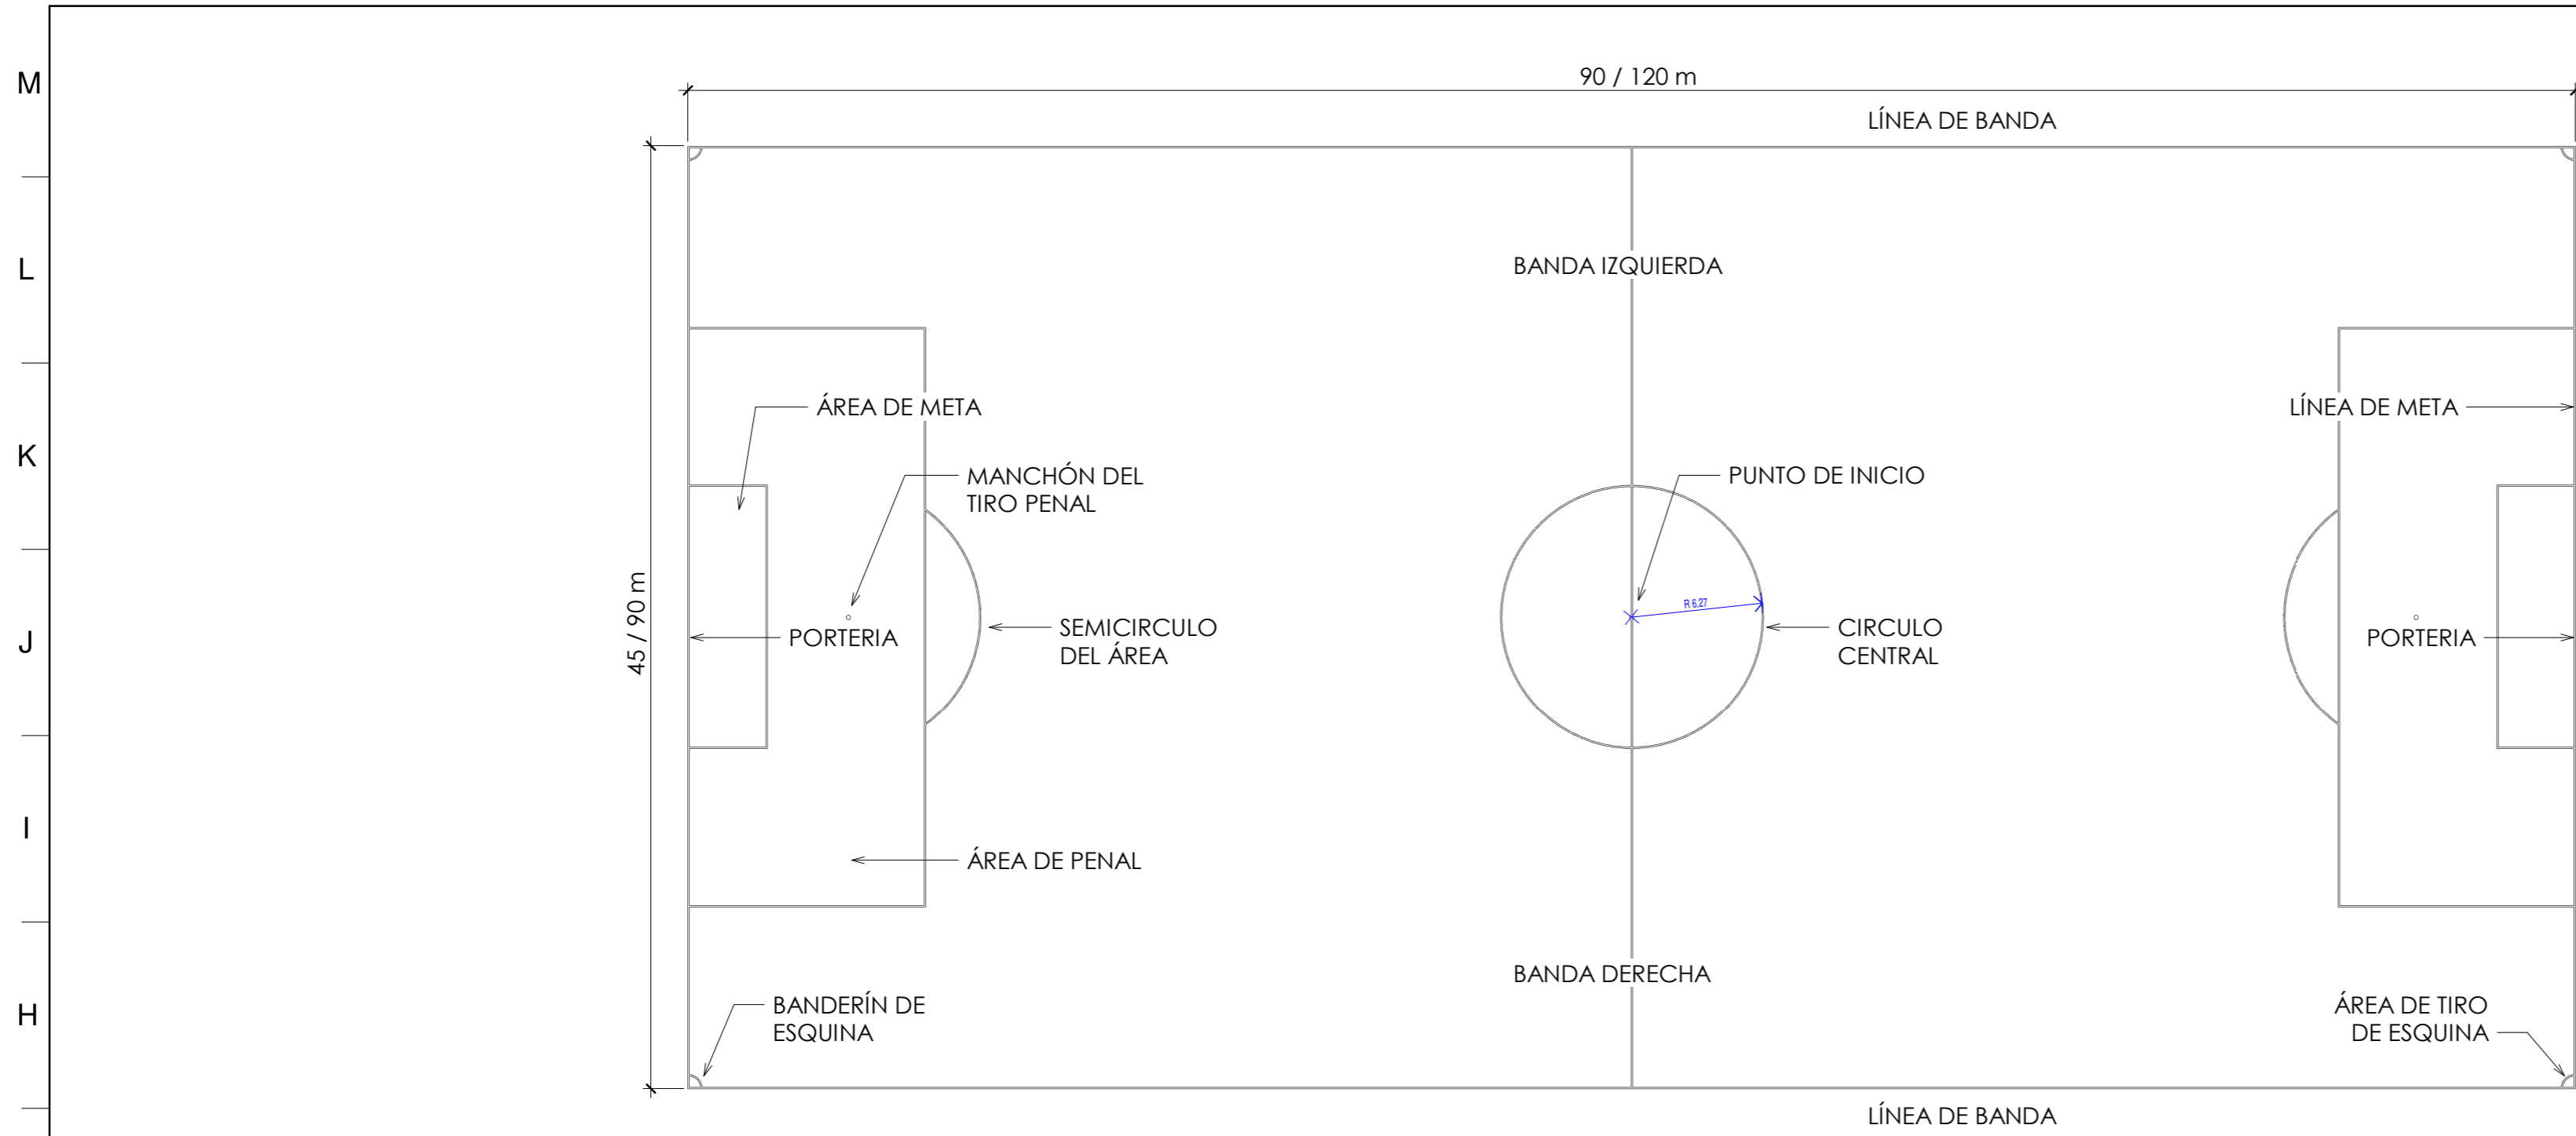 M
90 / 120 m
LÍNEA DE BANDA
L
BANDA IZQUIERDA
ÁREA DE META
LÍNEA DE META
K
MANCHÓN DEL
TIRO PENAL
PUNTO DE INICIO
45 / 90 m
R 6.27
J
PORTERIA
SEMICIRCULO
DEL ÁREA
CIRCULO
CENTRAL
PORTERIA
I
ÁREA DE PENAL
BANDA DERECHA
H
BANDERÍN DE
ESQUINA
ÁREA DE TIRO
DE ESQUINA
LÍNEA DE BANDA